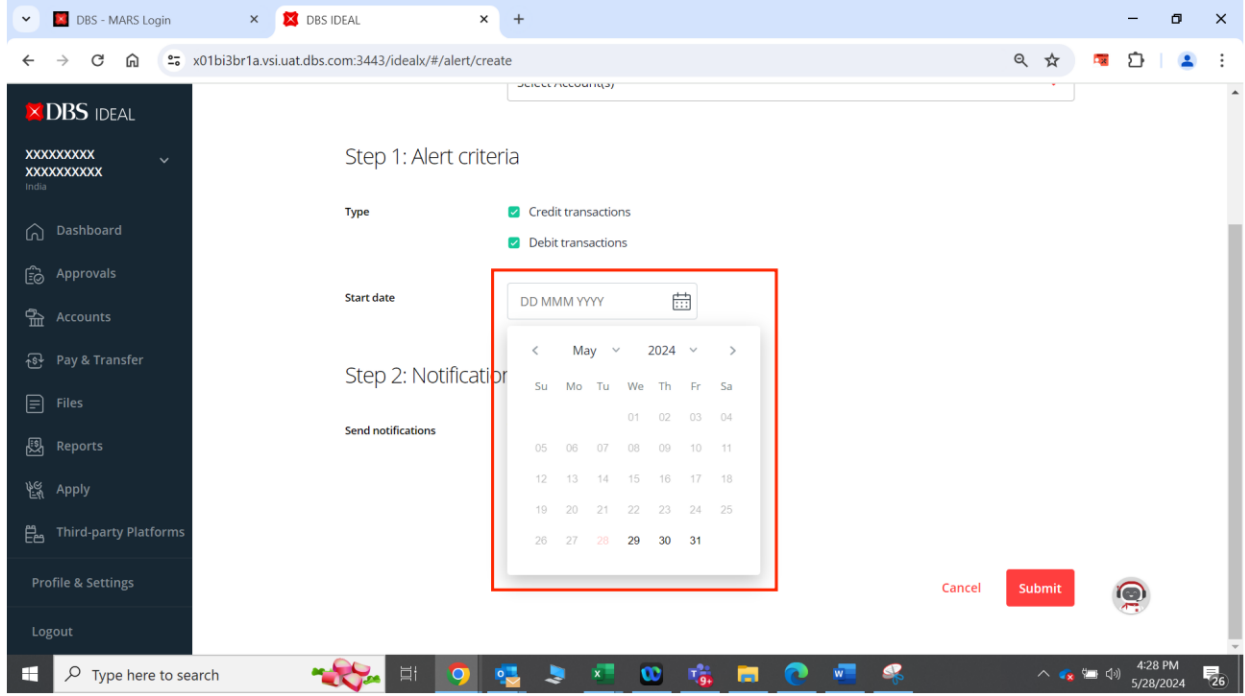 DBS - MARS Login
DBS IDEAL
x01bi3br1a.vsi.uat.dbs.com:3443/idealx/#/alert/create
DBS IDEAL
XXXXXXXXX
XXXXXXXXXX
India
Dashboard
Approvals
Accounts
Pay & Transfer
Files
Reports
Apply
Third-party Platforms
Profile & Settings
Logout
Select Account(s)
Step 1: Alert criteria
Type
Credit transactions
Debit transactions
Start date
DD MMM YYYY
May 2024
Su Mo Tu We Th Fr Sa
01 02 03 04
05 06 07 08 09 10 11
12 13 14 15 16 17 18
19 20 21 22 23 24 25
26 27 28 29 30 31
Step 2: Notification
Send notifications
Cancel Submit
Type here to search
9+
4:28 PM
5/28/2024
26